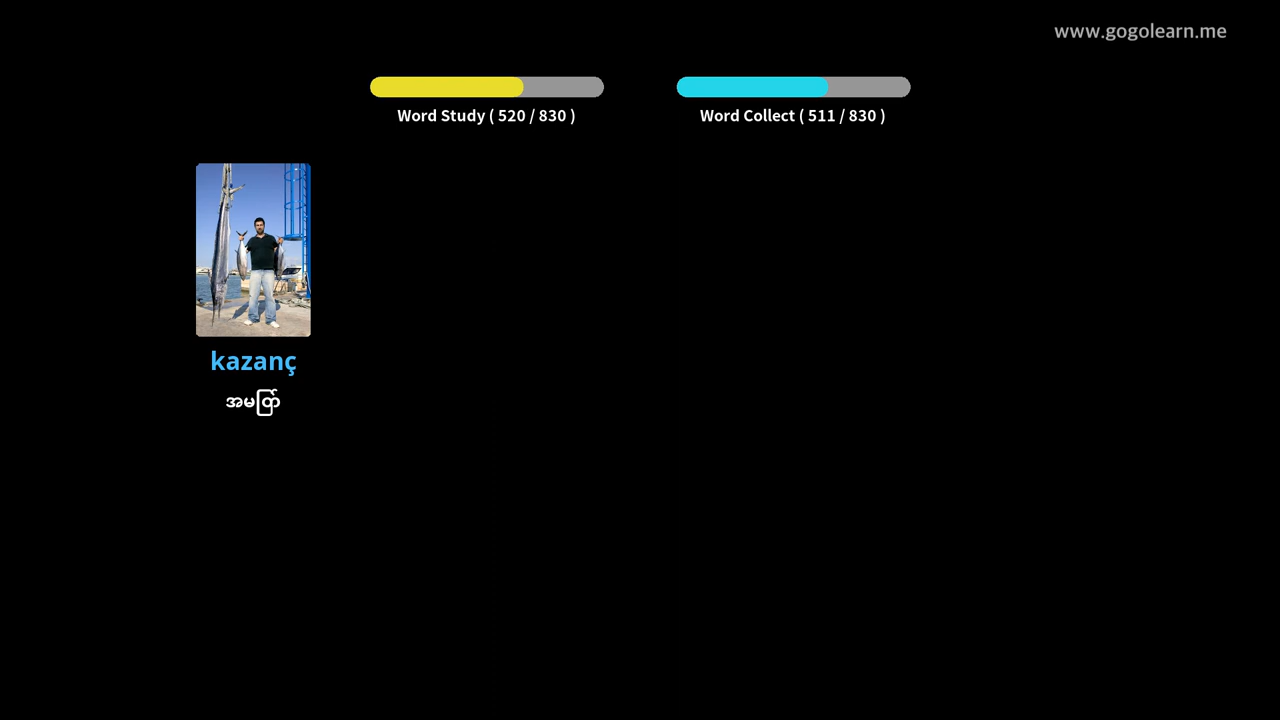 www.gogolearn.me
Word Study ( 520 / 830 )
Word Collect ( 511 / 830 )
kazanç
အမြတ်